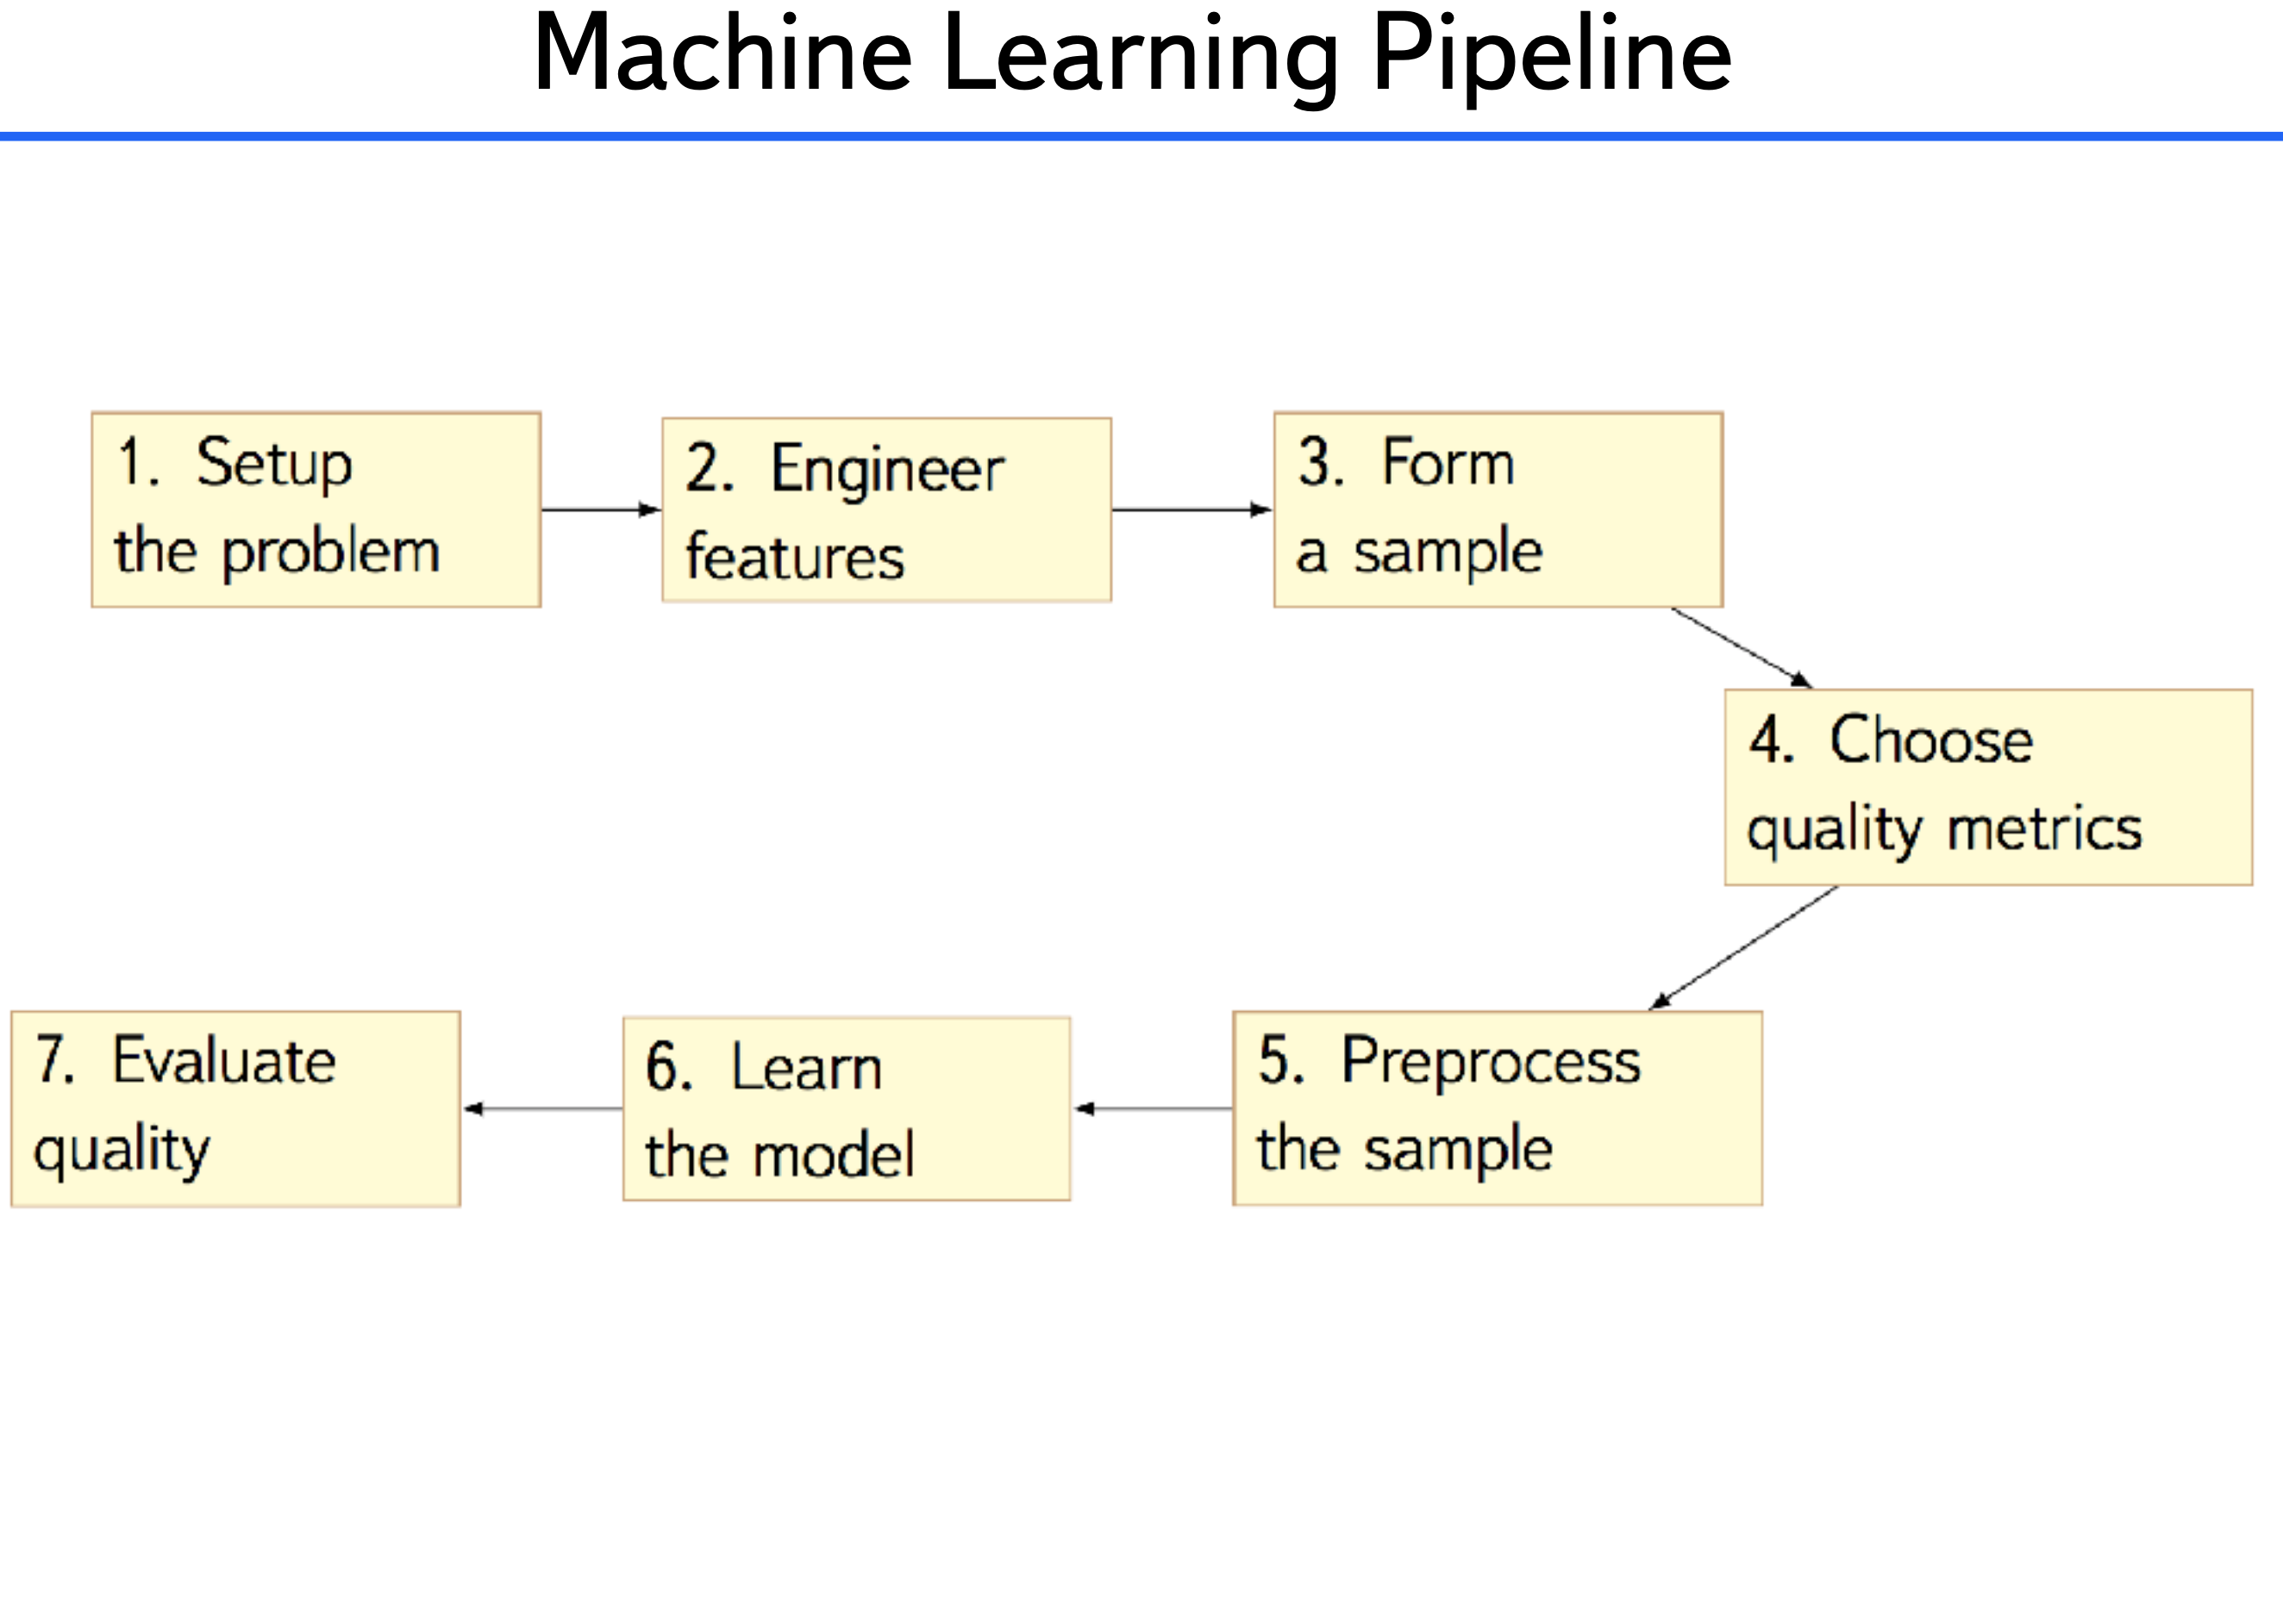 Machine Learning Pipeline
1. Setup
the problem
2. Engineer
features
3. Form
a sample
4. Choose
quality metrics
5. Preprocess
the sample
6. Learn
the model
7. Evaluate
quality